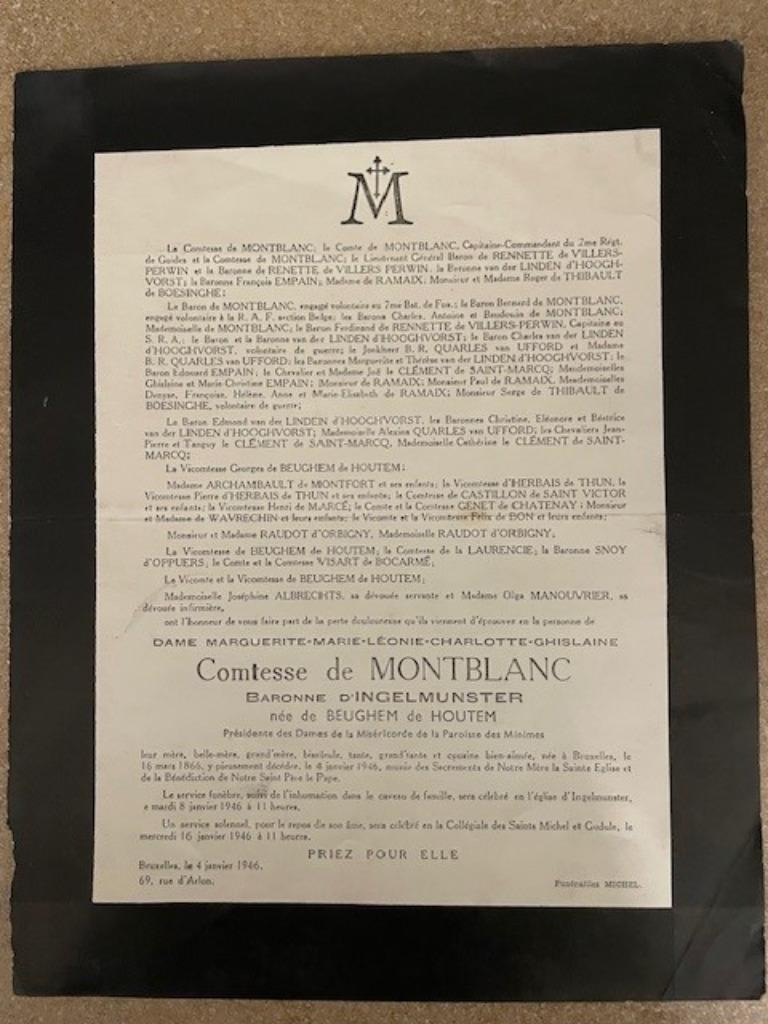 M
La Comtesse de MONTBLANC; le Comte de MONTBLANC, Capitaine-Commandant du 2me Régt.
de Guides et la Comtesse de MONTBLANC; le Lieutenant Général Baron de RENNETTE de VILLERS-
PERWIN et la Baronne de RENETTE de VILLERS PERWIN, la Baronne van der LINDEN d'HOOGH-
VORST; la Baronne François EMPAIN; Madame de RAMAIX, Monsieur et Madame Roger de THIBAULT
de BOESINGHE;
Le Baron de MONTBLANC, engagé volontaire au 7me Bat. de Fus.; le Baron Bernard de MONTBLANC,
engagé volontaire à la R. A. F. section Belge; les Barons Charles, Antoine et Baudouin de MONTBLANC;
Mademoiselle de MONTBLANC; le Baron Ferdinand de RENNETTE de VILLERS-PERWIN, Capitaine au
S. R. A.; le Baron et la Baronne van der LINDEN d'HOOGHVORST; le Baron Charles van der LINDEN
d'HOOGHVORST, volontaire de guerre; le Jonkheer B. R. QUARLES van UFFORD et Madame
B. R. QUARLES van UFFORD; les Baronnes Marguerite et Thérèse van der LINDEN d'HOOGHVORST; le
Baron Edouard EMPAIN; le Chevalier et Madame Joë le CLÉMENT de SAINT-MARCQ; Mesdemoiselles
Ghislaine et Marie-Christine EMPAIN; Monsieur de RAMAIX; Monsieur Paul de RAMAIX, Mesdemoiselles
Denyse, Françoise, Hélène, Anne et Marie-Elisabeth de RAMAIX; Monsieur Serge de THIBAULT de
BOESINGHE, volontaire de guerre;
Le Baron Edmond van der LINDEN d'HOOGHVORST, les Baronnes Christine, Eléonore et Béatrice
van der LINDEN d'HOOGHVORST; Mademoiselle Alexina QUARLES van UFFORD; les Chevaliers Jean-
Pierre et Tanguy le CLÉMENT de SAINT-MARCQ, Mademoiselle Cathérine le CLÉMENT de SAINT-
MARCQ;
La Vicomtesse Georges de BEUGHEM de HOUTEM;
Madame ARCHAMBAULT de MONTFORT et ses enfants; la Vicomtesse d'HERBAIS de THUN, la
Vicomtesse Pierre d'HERBAIS de THUN et ses enfants; la Comtesse de CASTILLON de SAINT VICTOR
et ses enfants; la Vicomtesse Henri de MARCÉ; le Comte et la Comtesse GENET de CHATENAY; Monsieur
et Madame de WAVRECHIN et leurs enfants; le Vicomte et la Vicomtesse Félix de BON et leurs enfants;
Monsieur et Madame RAUDOT d'ORBIGNY, Mademoiselle RAUDOT d'ORBIGNY,
La Vicomtesse de BEUGHEM de HOUTEM; la Comtesse de la LAURENCIE; la Baronne SNOY
d'OPPUERS; le Comte et la Comtesse VISART de BOCARMÉ;
Le Vicomte et la Vicomtesse de BEUGHEM de HOUTEM;
Mademoiselle Joséphine ALBRECHTS, sa dévouée servante et Madame Olga MANOUVRIER, sa
dévouée infirmière,
ont l'honneur de vous faire part de la perte douloureuse qu'ils viennent d'éprouver en la personne de
DAME MARGUERITE-MARIE-LÉONIE-CHARLOTTE-GHISLAINE
Comtesse de MONTBLANC
BARONNE D'INGELMUNSTER
née de BEUGHEM de HOUTEM
Présidente des Dames de la Miséricorde de la Paroisse des Minimes
leur mère, belle-mère, grand'mère, bisaïeule, tante, grand'tante et cousine bien-aimée, née à Bruxelles, le
16 mars 1866, y pieusement décédée, le 4 janvier 1946, munie des Sacrements de Notre Mère la Sainte Eglise et
de la Bénédiction de Notre Saint Père le Pape.
Le service funèbre, suivi de l'inhumation dans le caveau de famille, sera célébré en l'église d'Ingelmunster,
e mardi 8 janvier 1946 à 11 heures.
Un service solennel, pour le repos de son âme, sera célébré en la Collégiale des Saints Michel et Gudule, le
mercredi 16 janvier 1946 à 11 heures.
PRIEZ POUR ELLE
Bruxelles, le 4 janvier 1946.
69, rue d'Arlon.
Funérailles MICHEL.